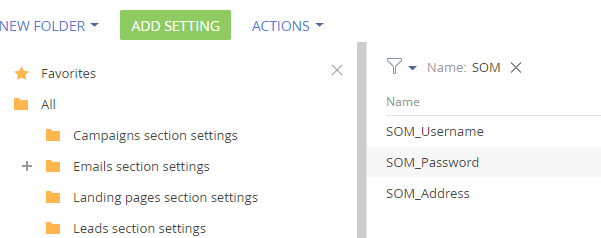 NEW FOLDER ADD SETTING ACTIONS
Favorites
All
Campaigns section settings
Emails section settings
Landing pages section settings
Leads section settings
Name: SOM
Name
SOM_Username
SOM_Password
SOM_Address